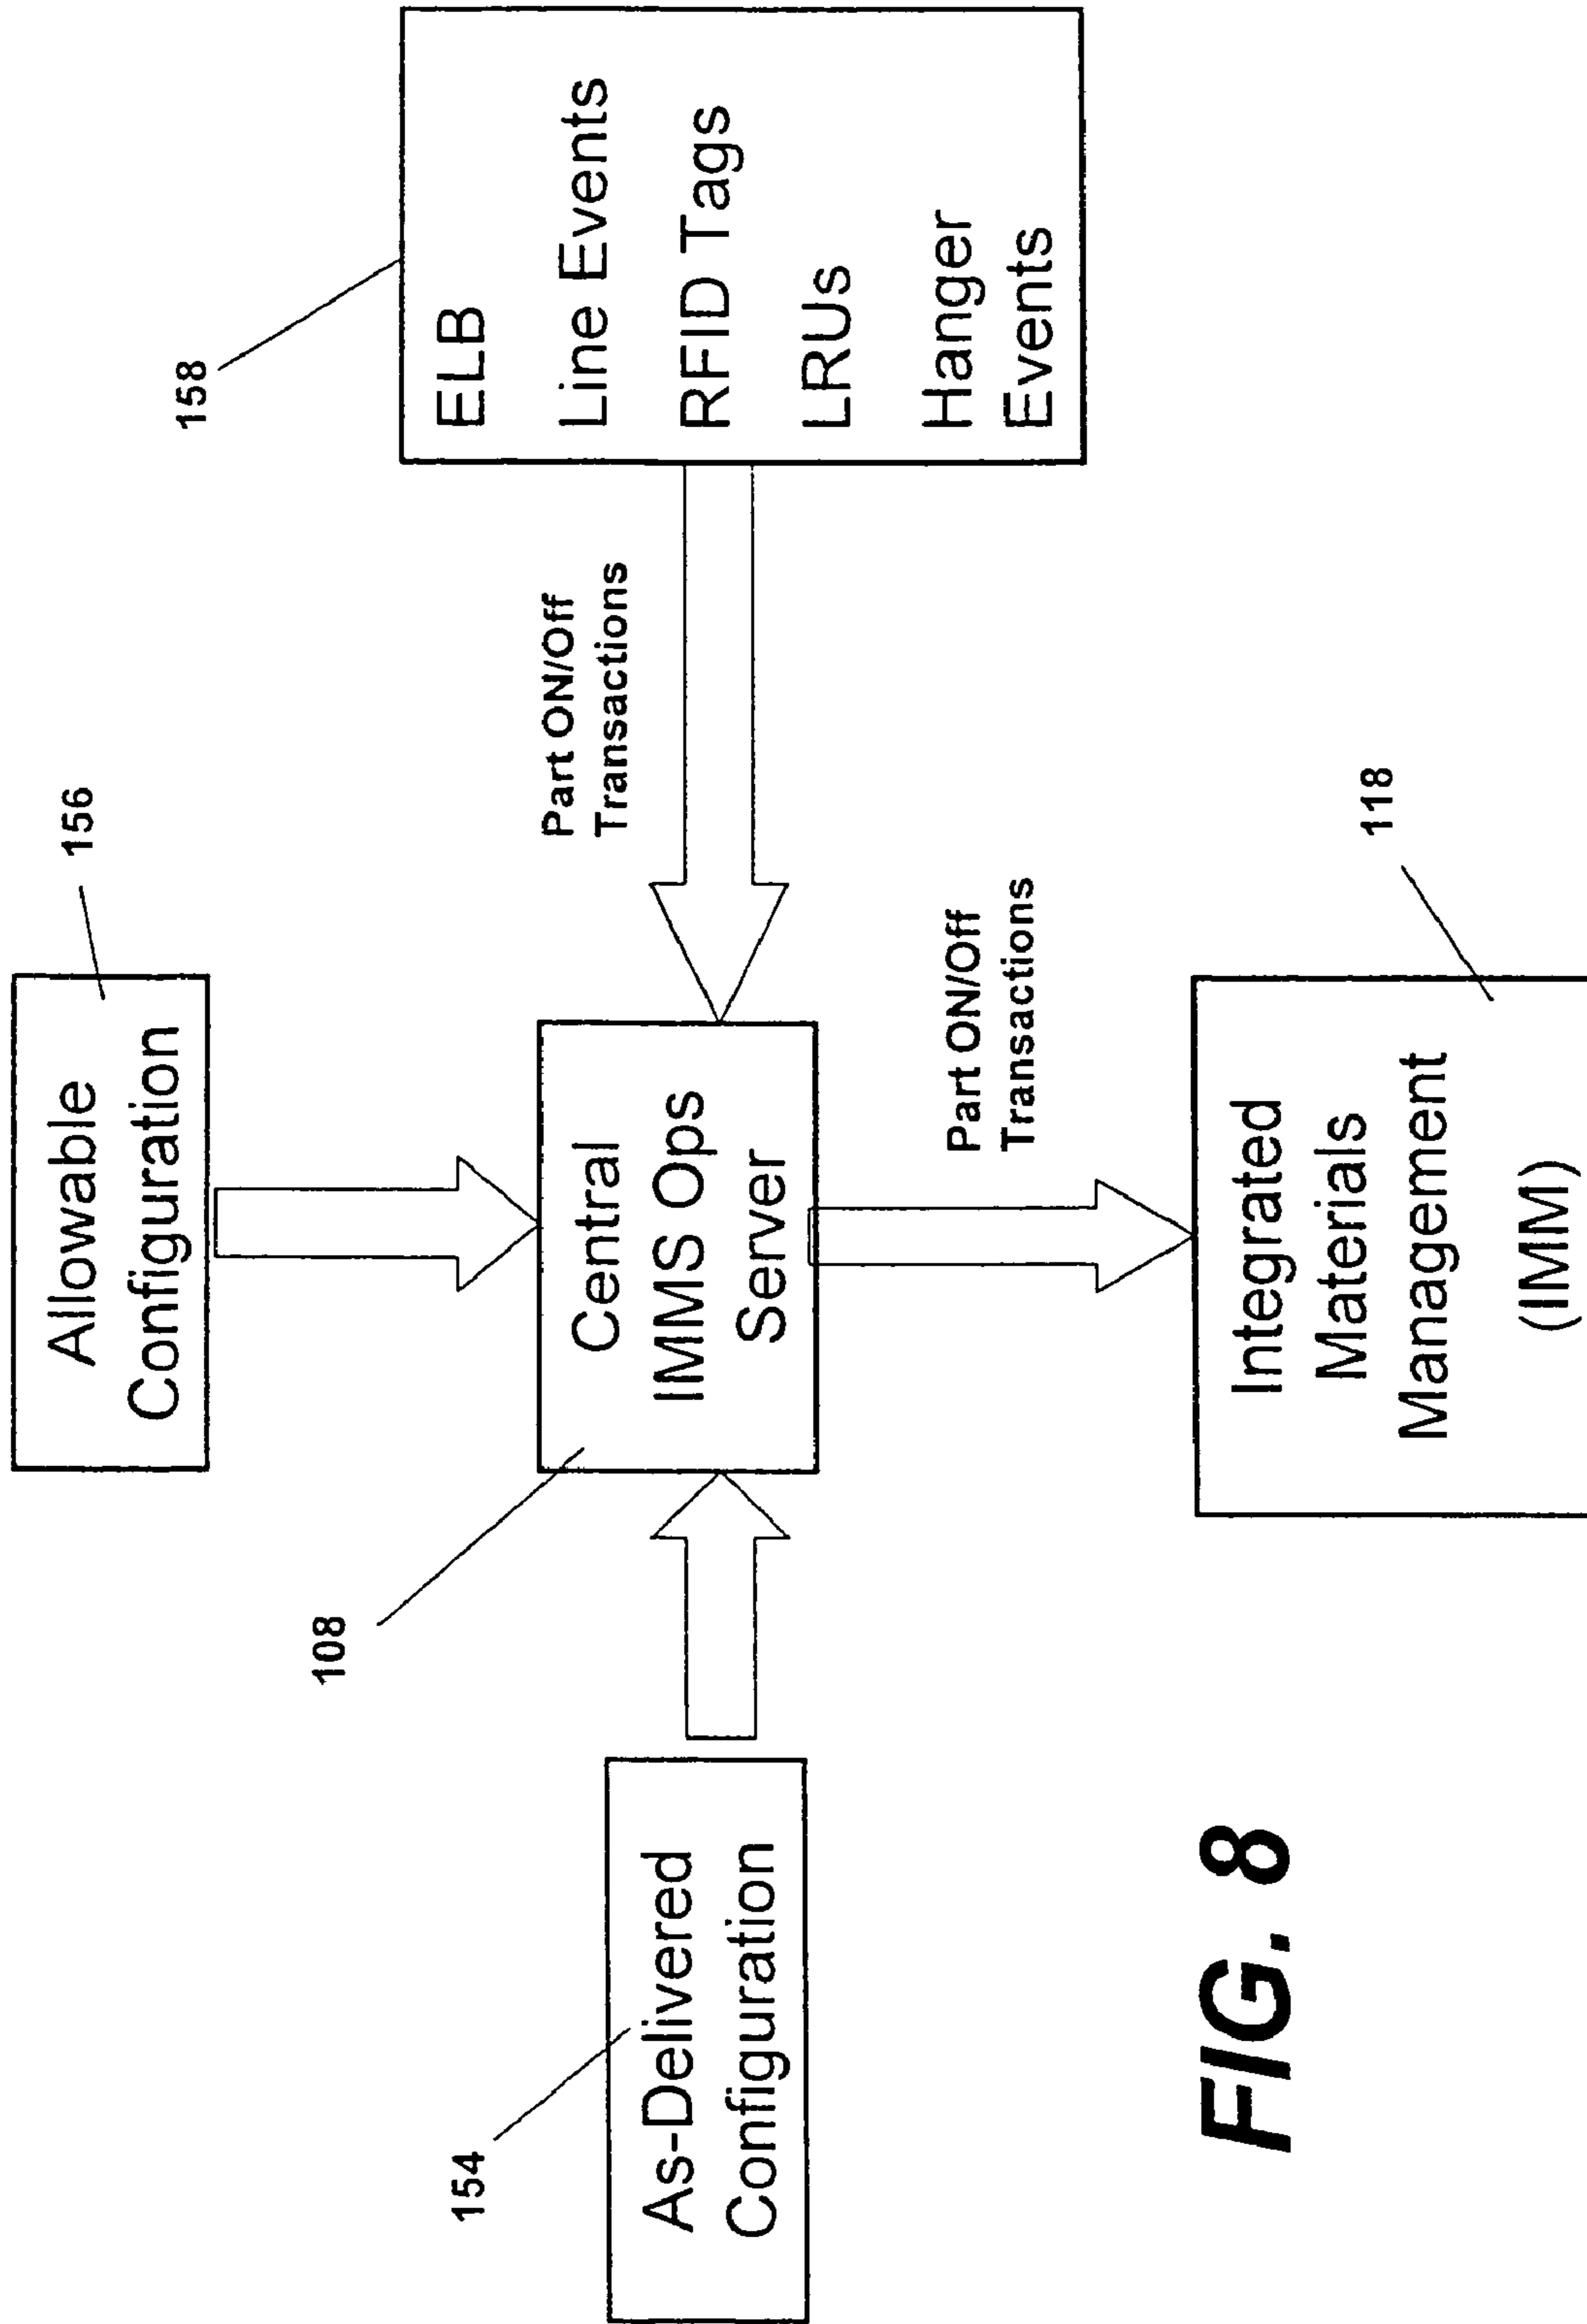 156
Allowable
Configuration
158
ELB
Line Events
RFID Tags
LRUs
Hanger
Events
Part ON/Off
Transactions
108
Central
IMMS Ops
Server
154
As-Delivered
Configuration
Part ON/Off
Transactions
118
Integrated
Materials
Management
(IMM)
FIG. 8